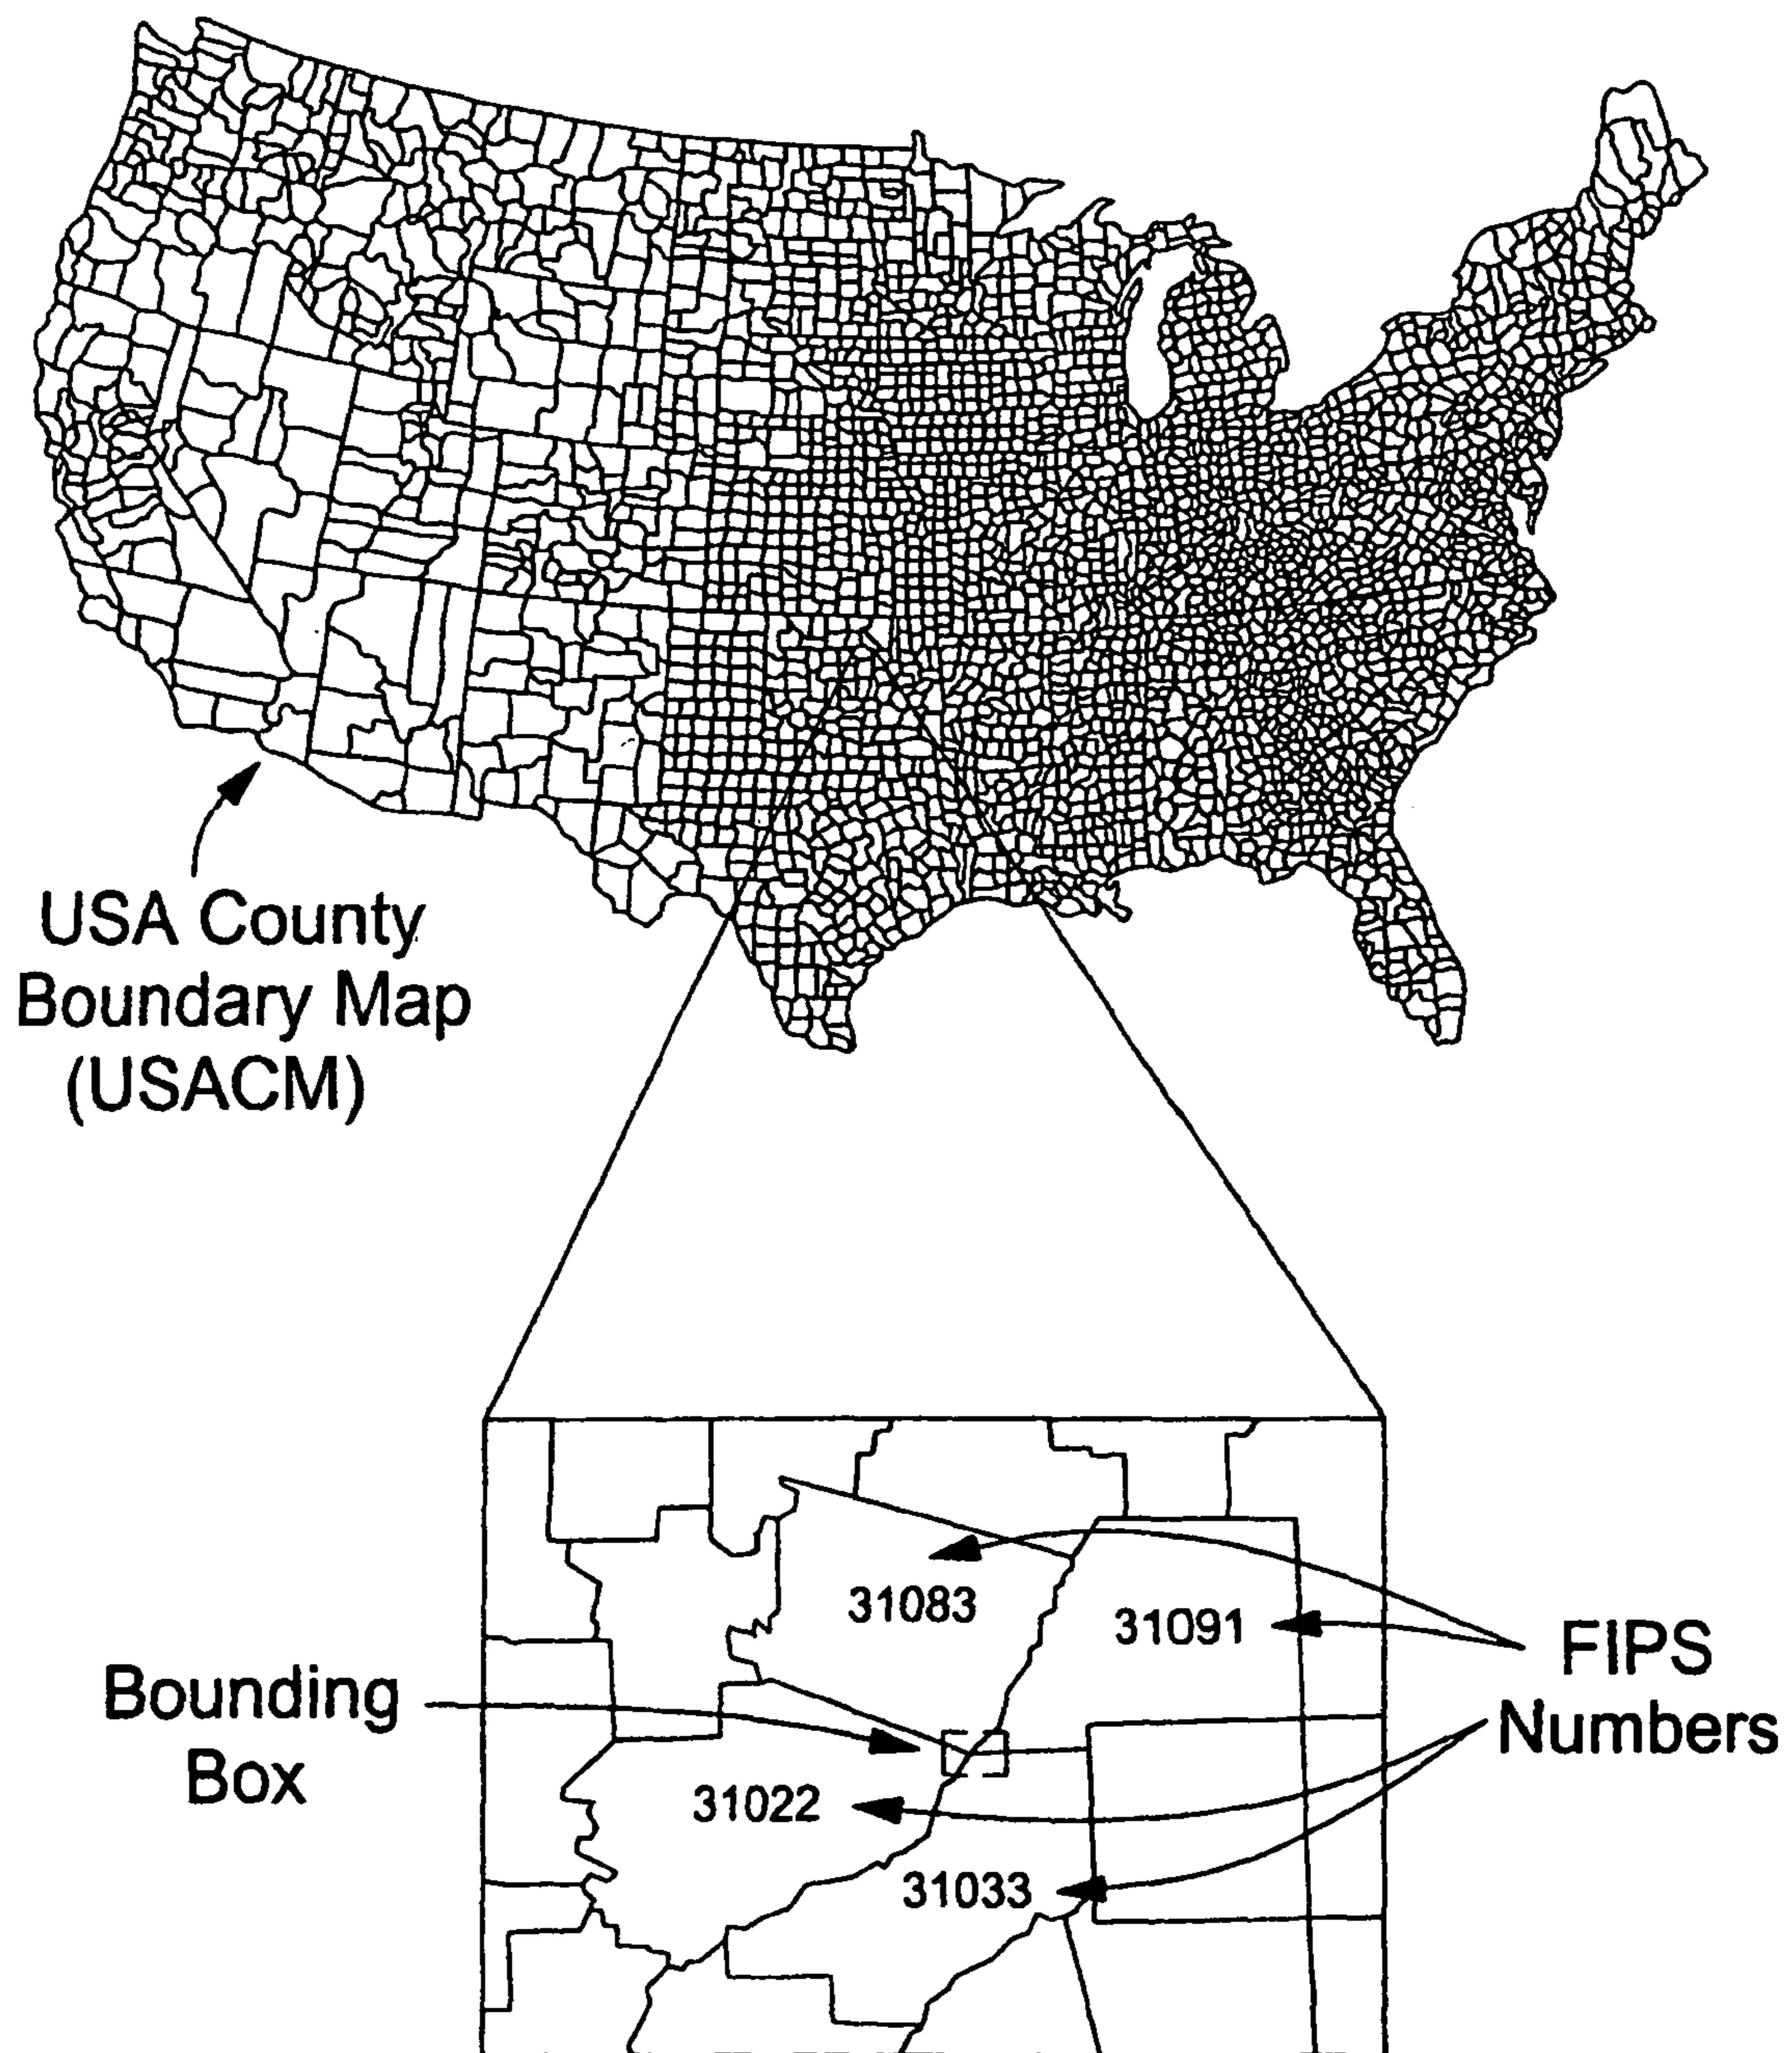 USA County
Boundary Map
(USACM)
31083
31091
FIPS
Numbers
Bounding
Box
31022
31033